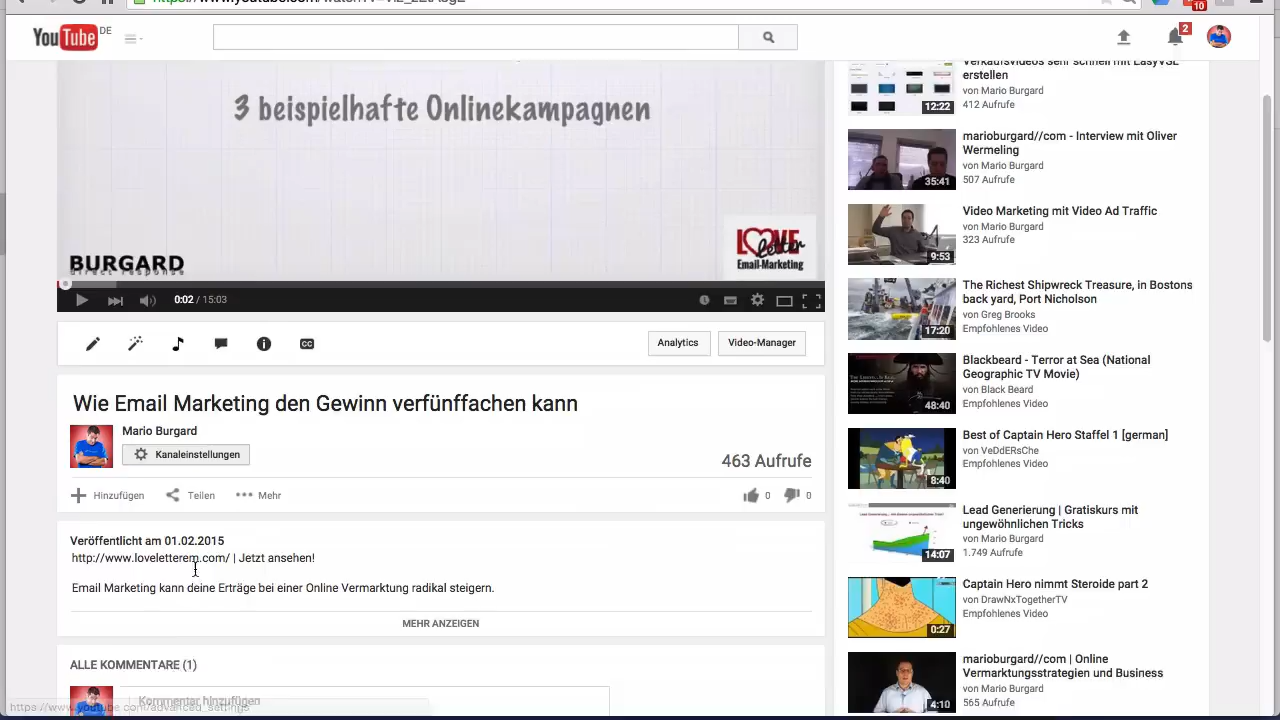 You Tube DE
10
2
beispielhafte Onlinekampagnen
BURGARD
direct response
LOVE
letter
Email-Marketing
0:02 / 15:03
CC
Analytics
Video-Manager
Wie Email Marketing den Gewinn verfünffachen kann
Mario Burgard
Kanaleinstellungen
463 Aufrufe
Hinzufügen
Teilen
Mehr
0
0
Veröffentlicht am 01.02.2015
| Jetzt ansehen!
Email Marketing kann deine Erträge bei einer Online Vermarktung radikal steigern.
MEHR ANZEIGEN
ALLE KOMMENTARE (1)
Kommentar hinzufügen
Verkaufsvideos sehr schnell mit EasyVSL
erstellen
von Mario Burgard
412 Aufrufe
12:22
marioburgard//com - Interview mit Oliver
Wermeling
von Mario Burgard
507 Aufrufe
35:41
Video Marketing mit Video Ad Traffic
von Mario Burgard
323 Aufrufe
9:53
The Richest Shipwreck Treasure, in Bostons
back yard, Port Nicholson
von Greg Brooks
Empfohlenes Video
17:20
Blackbeard - Terror at Sea (National
Geographic TV Movie)
von Black Beard
Empfohlenes Video
48:40
Best of Captain Hero Staffel 1 [german]
von VeDdERsChe
Empfohlenes Video
8:40
Lead Generierung | Gratiskurs mit
ungewöhnlichen Tricks
von Mario Burgard
1.749 Aufrufe
14:07
Captain Hero nimmt Steroide part 2
von DrawNxTogetherTV
Empfohlenes Video
0:27
marioburgard//com | Online
Vermarktungsstrategien und Business
von Mario Burgard
565 Aufrufe
4:10